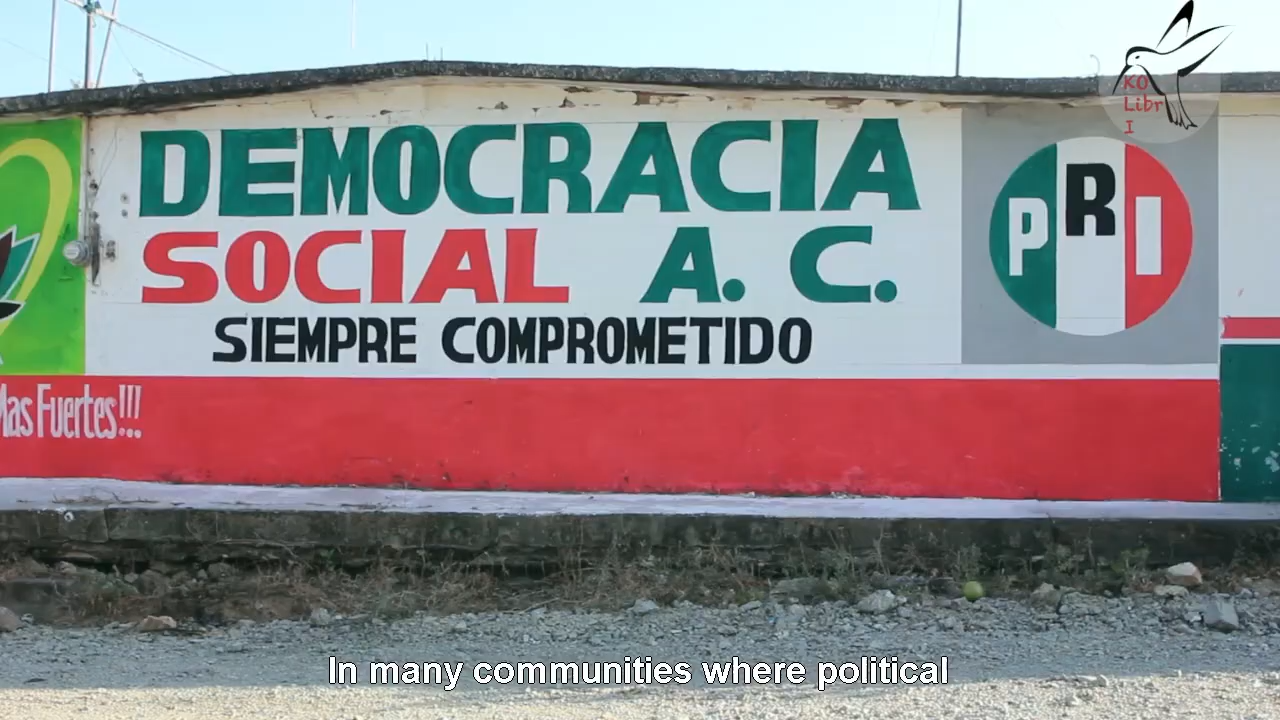 DEMOCRACIA
SOCIAL A. C.
SIEMPRE COMPROMETIDO
PRI
Mas Fuertes!!!
KO
Libr
I
In many communities where political